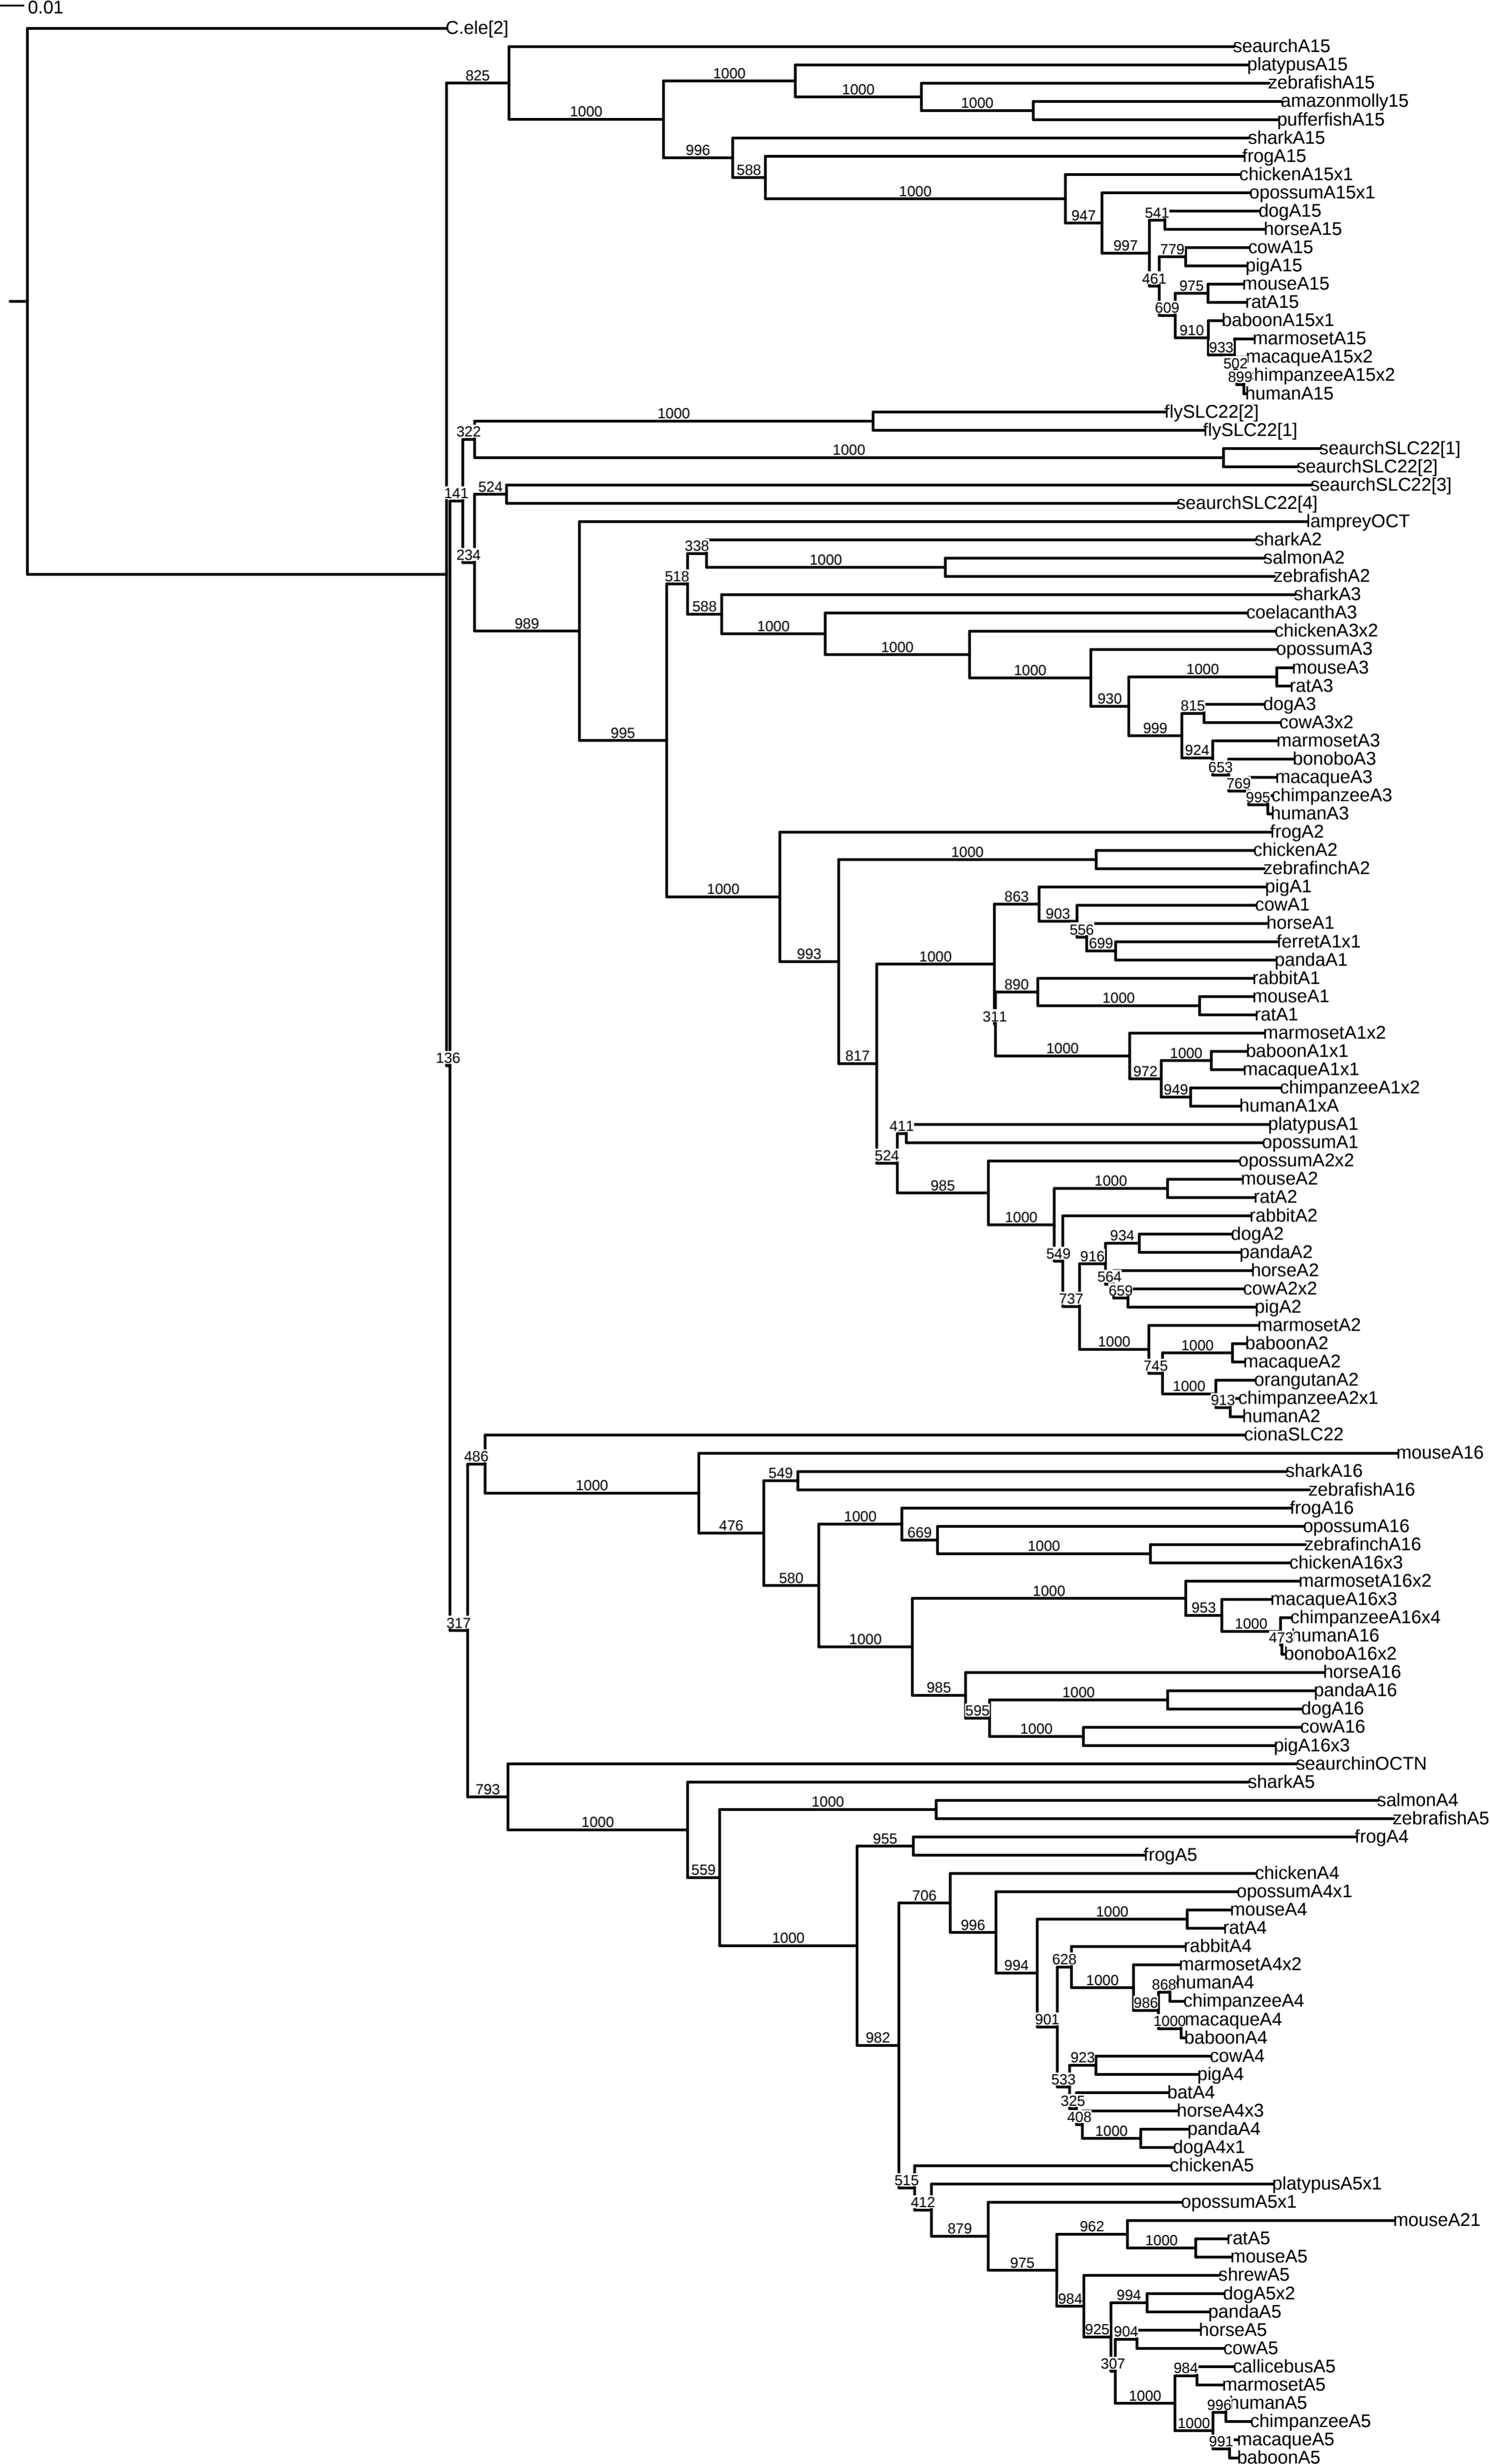 0.01
C.ele[2]
seaurchA15
platypusA15
1000
825
zebrafishA15
1000
amazonmolly15
1000
1000
pufferfishA15
sharkA15
996
frogA15
588
chickenA15x1
1000
opossumA15x1
dogA15
947
541
horseA15
997
cowA15
779
pigA15
461
mouseA15
975
ratA15
609
baboonA15x1
910
marmosetA15
933
macaqueA15x2
502
himpanzeeA15x2
899
humanA15
flySLC22[2]
1000
322
flySLC22[1]
1000
seaurchSLC22[1]
seaurchSLC22[2]
141
524
seaurchSLC22[3]
seaurchSLC22[4]
lampreyOCT
sharkA2
338
234
1000
salmonA2
518
zebrafishA2
588
sharkA3
989
1000
coelacanthA3
chickenA3x2
1000
opossumA3
1000
1000
mouseA3
ratA3
930
815
dogA3
995
999
cowA3x2
marmosetA3
924
bonoboA3
653
macaqueA3
769
chimpanzeeA3
995
humanA3
frogA2
1000
chickenA2
zebrafinchA2
1000
pigA1
863
cowA1
903
horseA1
556
ferretA1x1
699
993
1000
pandaA1
rabbitA1
890
1000
mouseA1
311
ratA1
marmosetA1x2
136
817
1000
1000
baboonA1x1
972
macaqueA1x1
949
chimpanzeeA1x2
humanA1xA
411
platypusA1
opossumA1
524
opossumA2x2
985
1000
mouseA2
ratA2
1000
rabbitA2
934
dogA2
549
916
pandaA2
564
horseA2
659
cowA2x2
737
pigA2
marmosetA2
1000
1000
baboonA2
745
macaqueA2
1000
orangutanA2
913
chimpanzeeA2x1
humanA2
cionaSLC22
486
mouseA16
1000
549
sharkA16
zebrafishA16
476
1000
frogA16
669
opossumA16
1000
zebrafinchA16
580
chickenA16x3
1000
marmosetA16x2
953
macaqueA16x3
317
1000
chimpanzeeA16x4
1000
473
humanA16
bonoboA16x2
horseA16
985
1000
pandaA16
595
dogA16
1000
cowA16
pigA16x3
793
seaurchinOCTN
sharkA5
1000
1000
salmonA4
zebrafishA5
559
955
frogA4
frogA5
706
chickenA4
opossumA4x1
1000
996
1000
mouseA4
ratA4
994
628
rabbitA4
1000
marmosetA4x2
868
humanA4
986
chimpanzeeA4
982
901
1000
macaqueA4
baboonA4
923
cowA4
533
pigA4
325
batA4
408
horseA4x3
1000
pandaA4
dogA4x1
515
chickenA5
412
platypusA5x1
opossumA5x1
879
962
mouseA21
1000
ratA5
975
mouseA5
shrewA5
984
994
dogA5x2
pandaA5
925
904
horseA5
cowA5
307
984
callicebusA5
1000
marmosetA5
996
humanA5
1000
chimpanzeeA5
991
macaqueA5
baboonA5